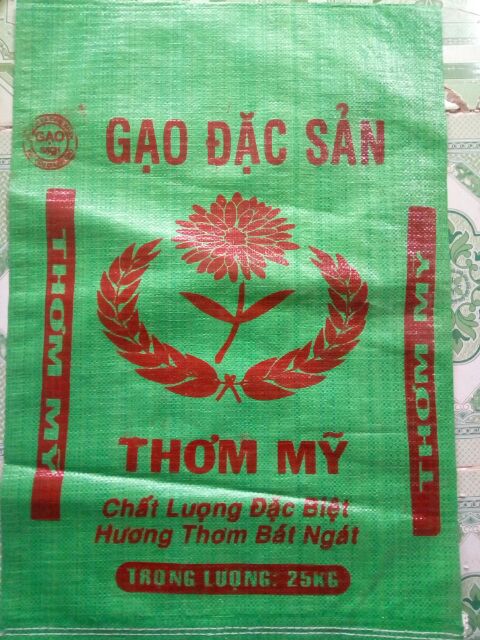 GẠO ĐẶC SẢN
GẠO
THƠM MỸ
THƠM MỸ
THƠM MỸ
Chất Lượng Đặc Biệt
Hương Thơm Bát Ngát
TRỌNG LƯỢNG: 25KG